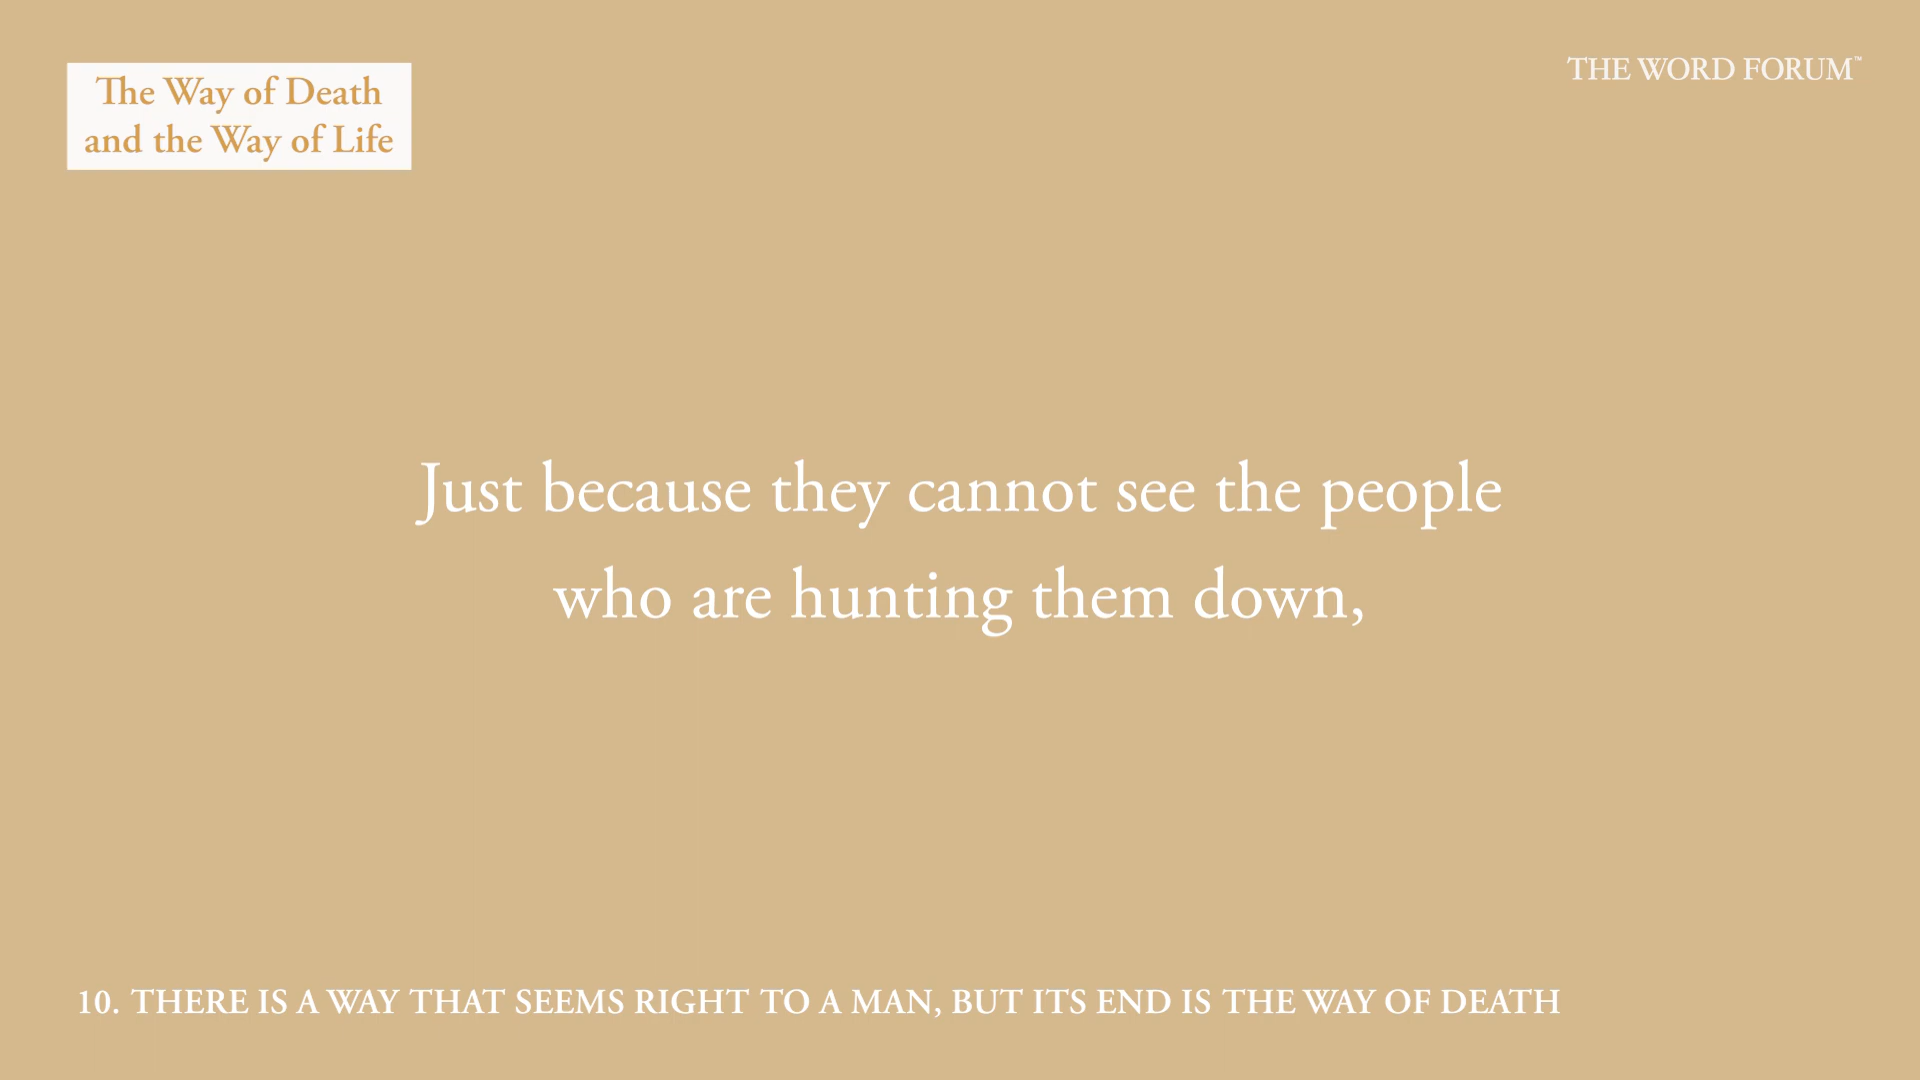 The Way of Death
and the Way of Life
THE WORD FORUM™
Just because they cannot see the people
who are hunting them down,
10. THERE IS A WAY THAT SEEMS RIGHT TO A MAN, BUT ITS END IS THE WAY OF DEATH